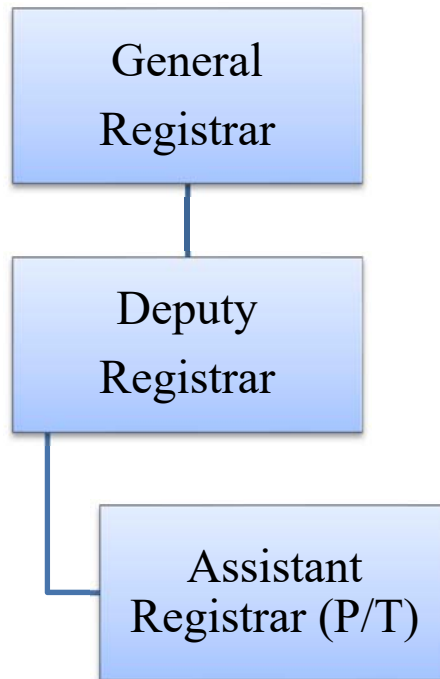 General
Registrar
Deputy
Registrar
Assistant
Registrar (P/T)